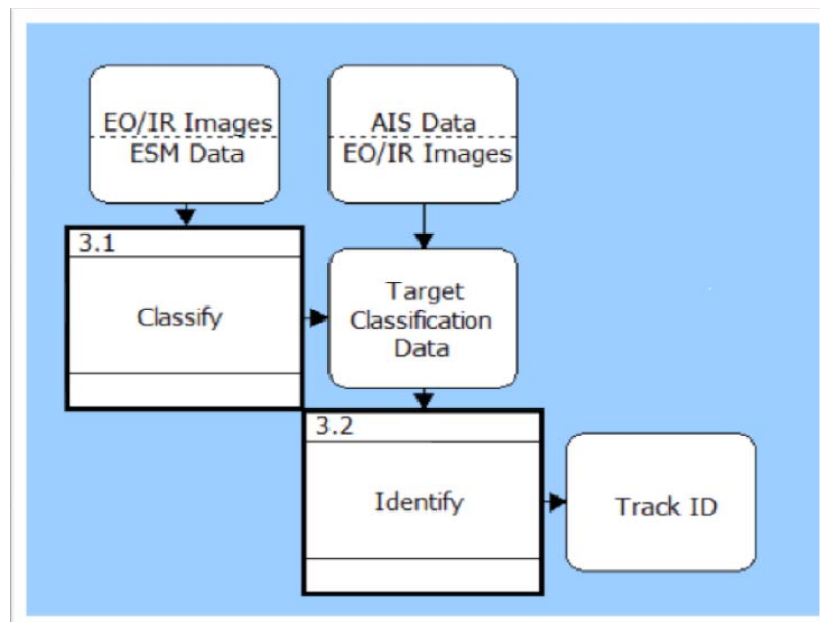 EO/IR Images
ESM Data
AIS Data
EO/IR Images
3.1
Classify
Target
Classification
Data
3.2
Identify
Track ID